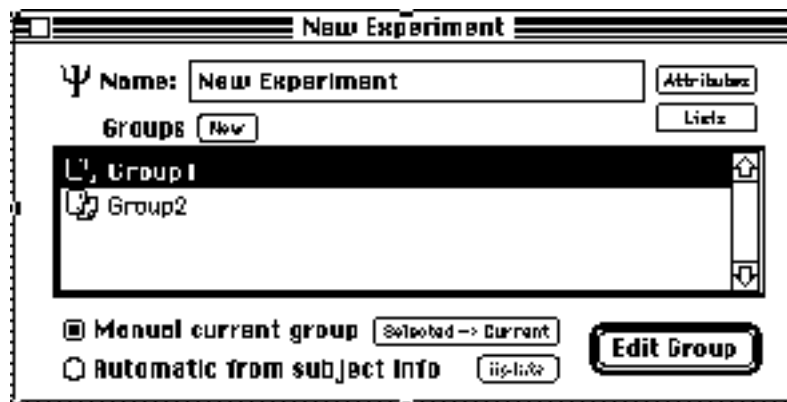 New Experiment
Ψ Name: New Experiment
Attributes
Groups New
Lists
Group1
Group2
Manual current group Selected -> Current
Edit Group
Automatic from subject info Update